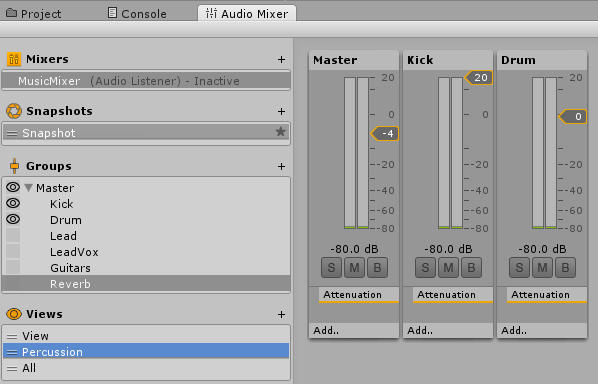 Project Console Audio Mixer
Mixers +
MusicMixer (Audio Listener) - Inactive
Snapshots +
Snapshot
Groups +
Master
Kick
Drum
Lead
LeadVox
Guitars
Reverb
Views +
View
Percussion
All
Master
20
0
-4
-20
-40
-60
-80
-80.0 dB
S M B
Attenuation
Add..
Kick
20
0
-20
-40
-60
-80
-80.0 dB
S M B
Attenuation
Add..
Drum
20
0
-20
-40
-60
-80
-80.0 dB
S M B
Attenuation
Add..